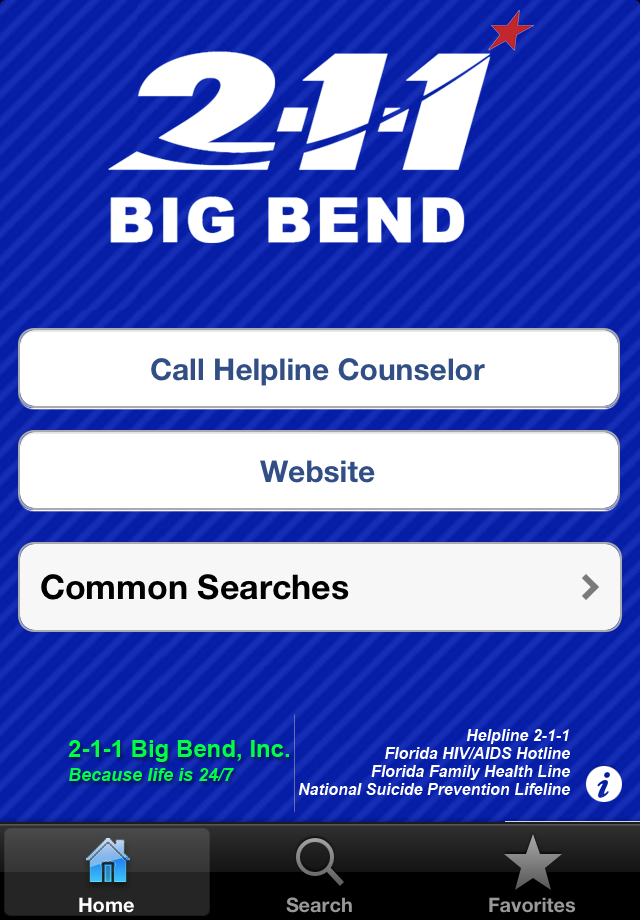 2-1-1
BIG BEND
Call Helpline Counselor
Website
Common Searches
2-1-1 Big Bend, Inc.
Because life is 24/7
Helpline 2-1-1
Florida HIV/AIDS Hotline
Florida Family Health Line
National Suicide Prevention Lifeline
i
Home
Search
Favorites